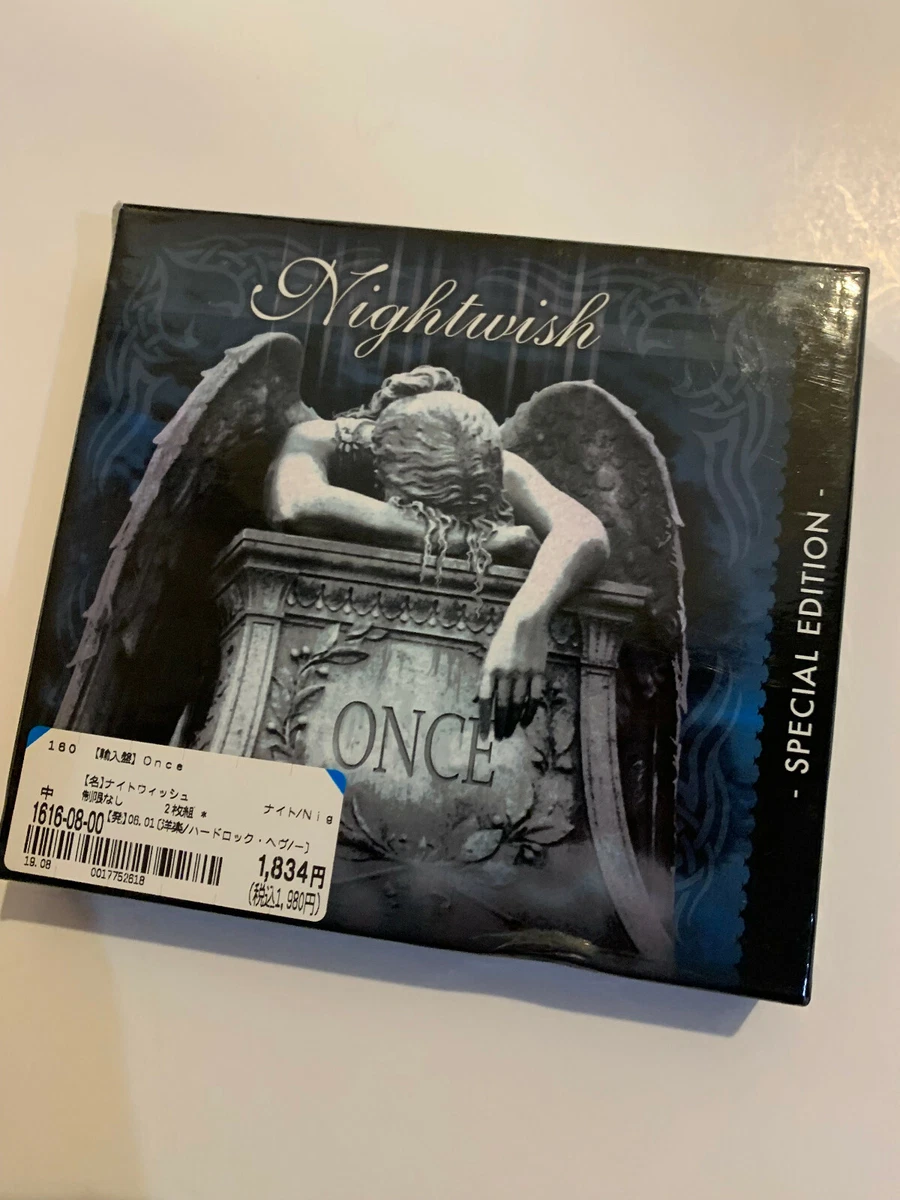 Nightwish
ONCE
- SPECIAL EDITION -
160 【輸入盤】Once
【名】ナイトウィッシュ ナイト/Nig
中 制限なし 2枚組 *
1616-08-00 【発】06.01 [洋楽/ハードロック・ヘヴィー]
1,834円
19.08 0017752618 (税込1,980円)